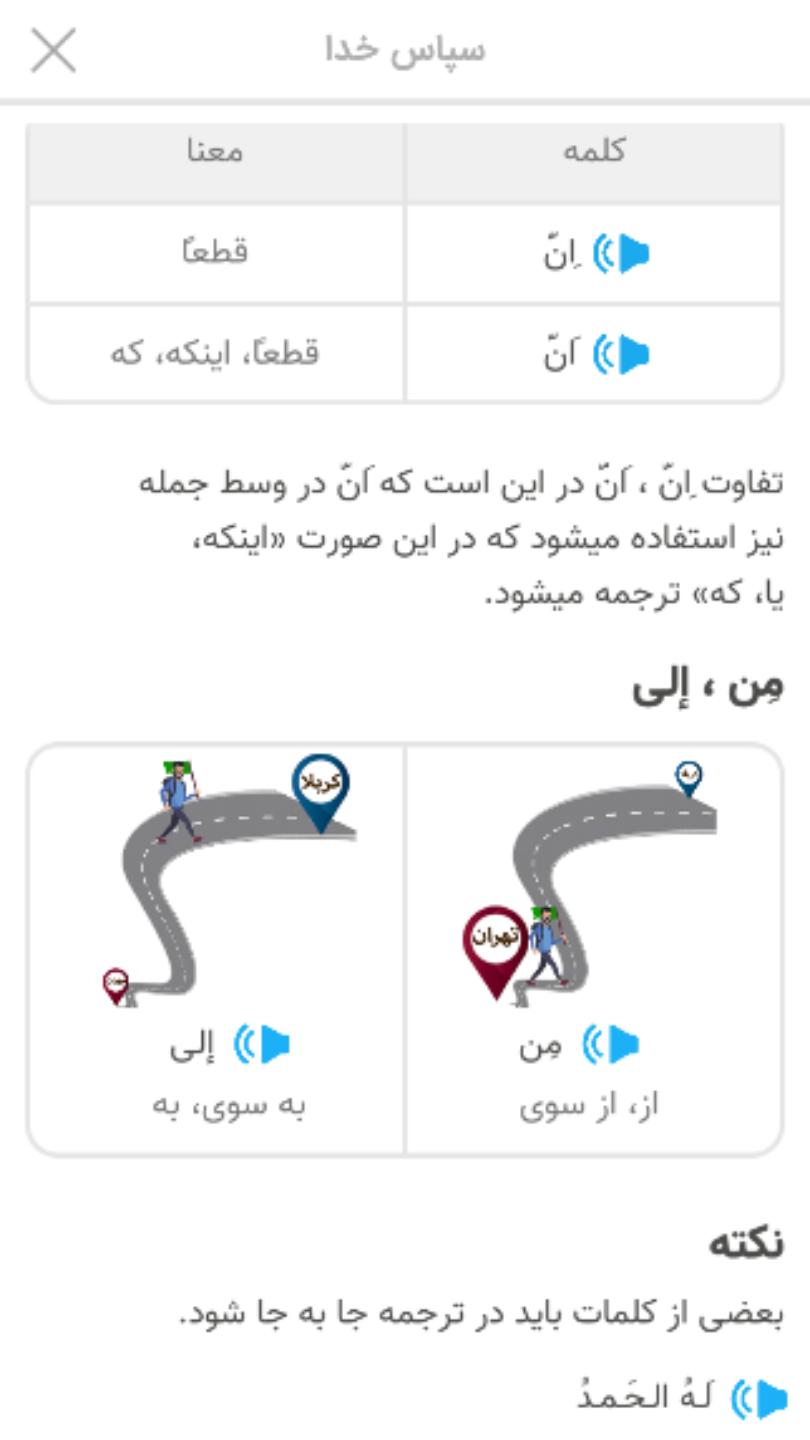 سپاس خدا
کلمه
معنا
اِنّ
قطعاً
اَنّ
قطعاً، اینکه، که
تفاوت اِنّ ، اَنّ در این است که اَنّ در وسط جمله
نیز استفاده میشود که در این صورت «اینکه،
یا، که» ترجمه میشود.
مِن ، إلی
تهران
کربلا
مِن
از، از سوی
إلی
به سوی، به
نکته
بعضی از کلمات باید در ترجمه جا به جا شود.
لَهُ الحَمدُ